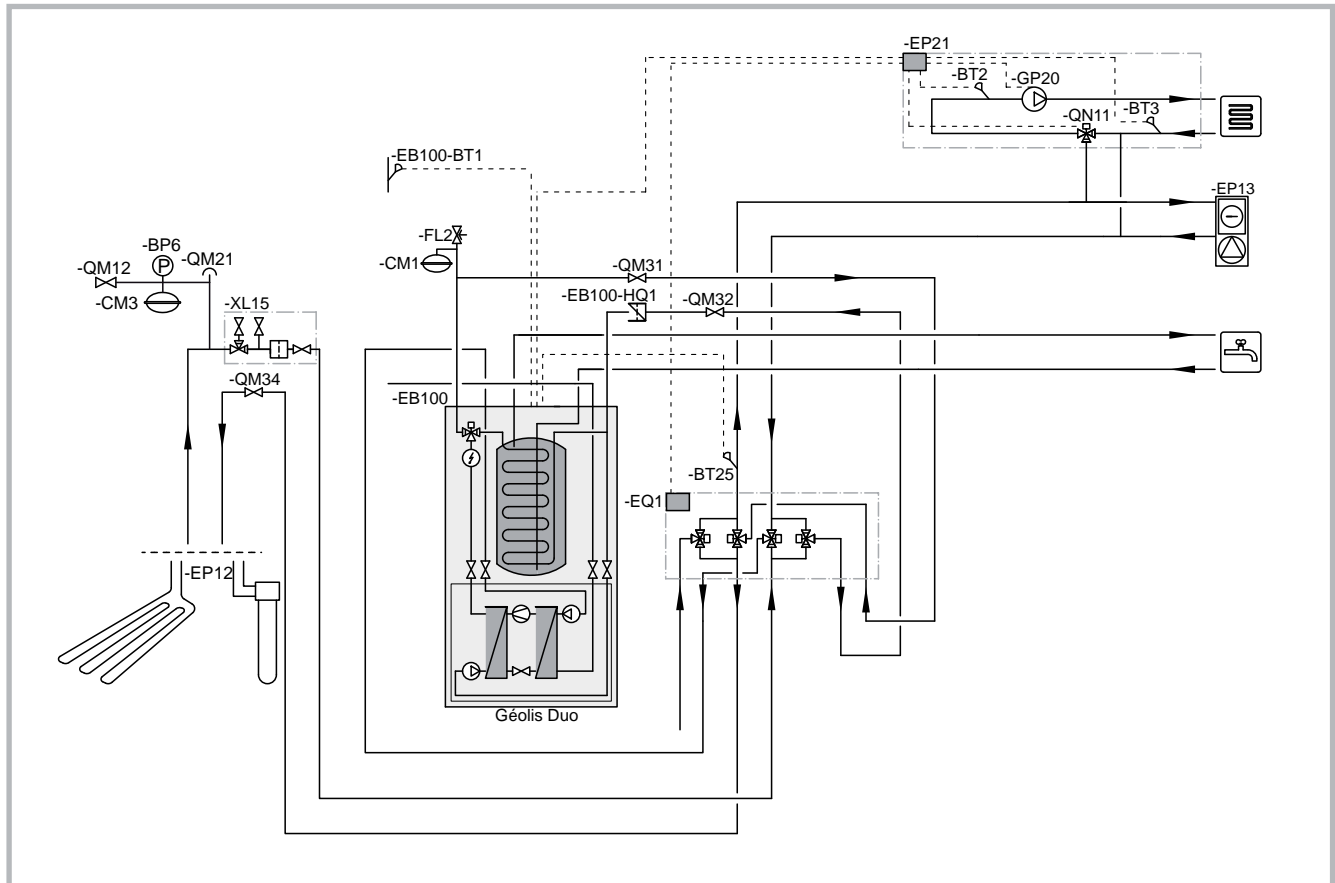 -EP21
-BT2
-GP20
-BT3
-QN11
-EB100-BT1
-EP13
-FL2
-BP6
-QM21
-QM12
P
-CM1
-QM31
-CM3
-EB100-HQ1
-QM32
-XL15
-QM34
-EB100
-BT25
-EQ1
-EP12
Géolis Duo